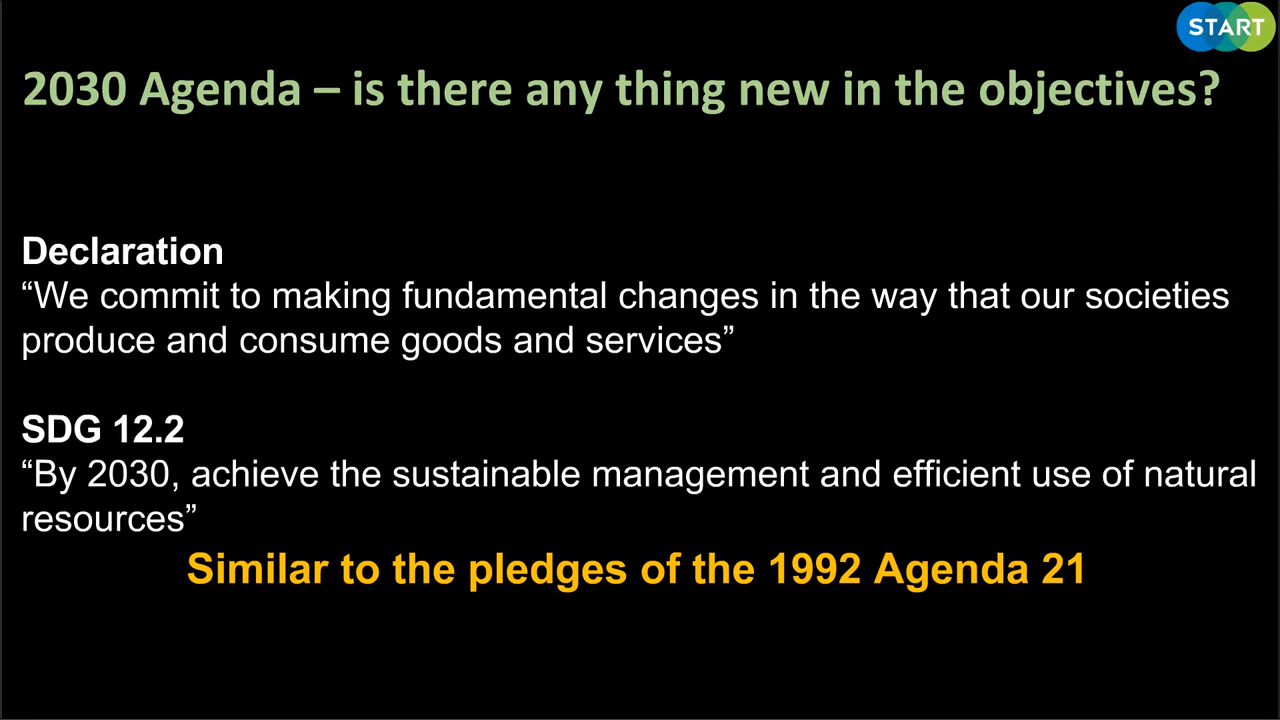 START
2030 Agenda – is there any thing new in the objectives?
Declaration
“We commit to making fundamental changes in the way that our societies
produce and consume goods and services”
SDG 12.2
“By 2030, achieve the sustainable management and efficient use of natural
resources”
Similar to the pledges of the 1992 Agenda 21